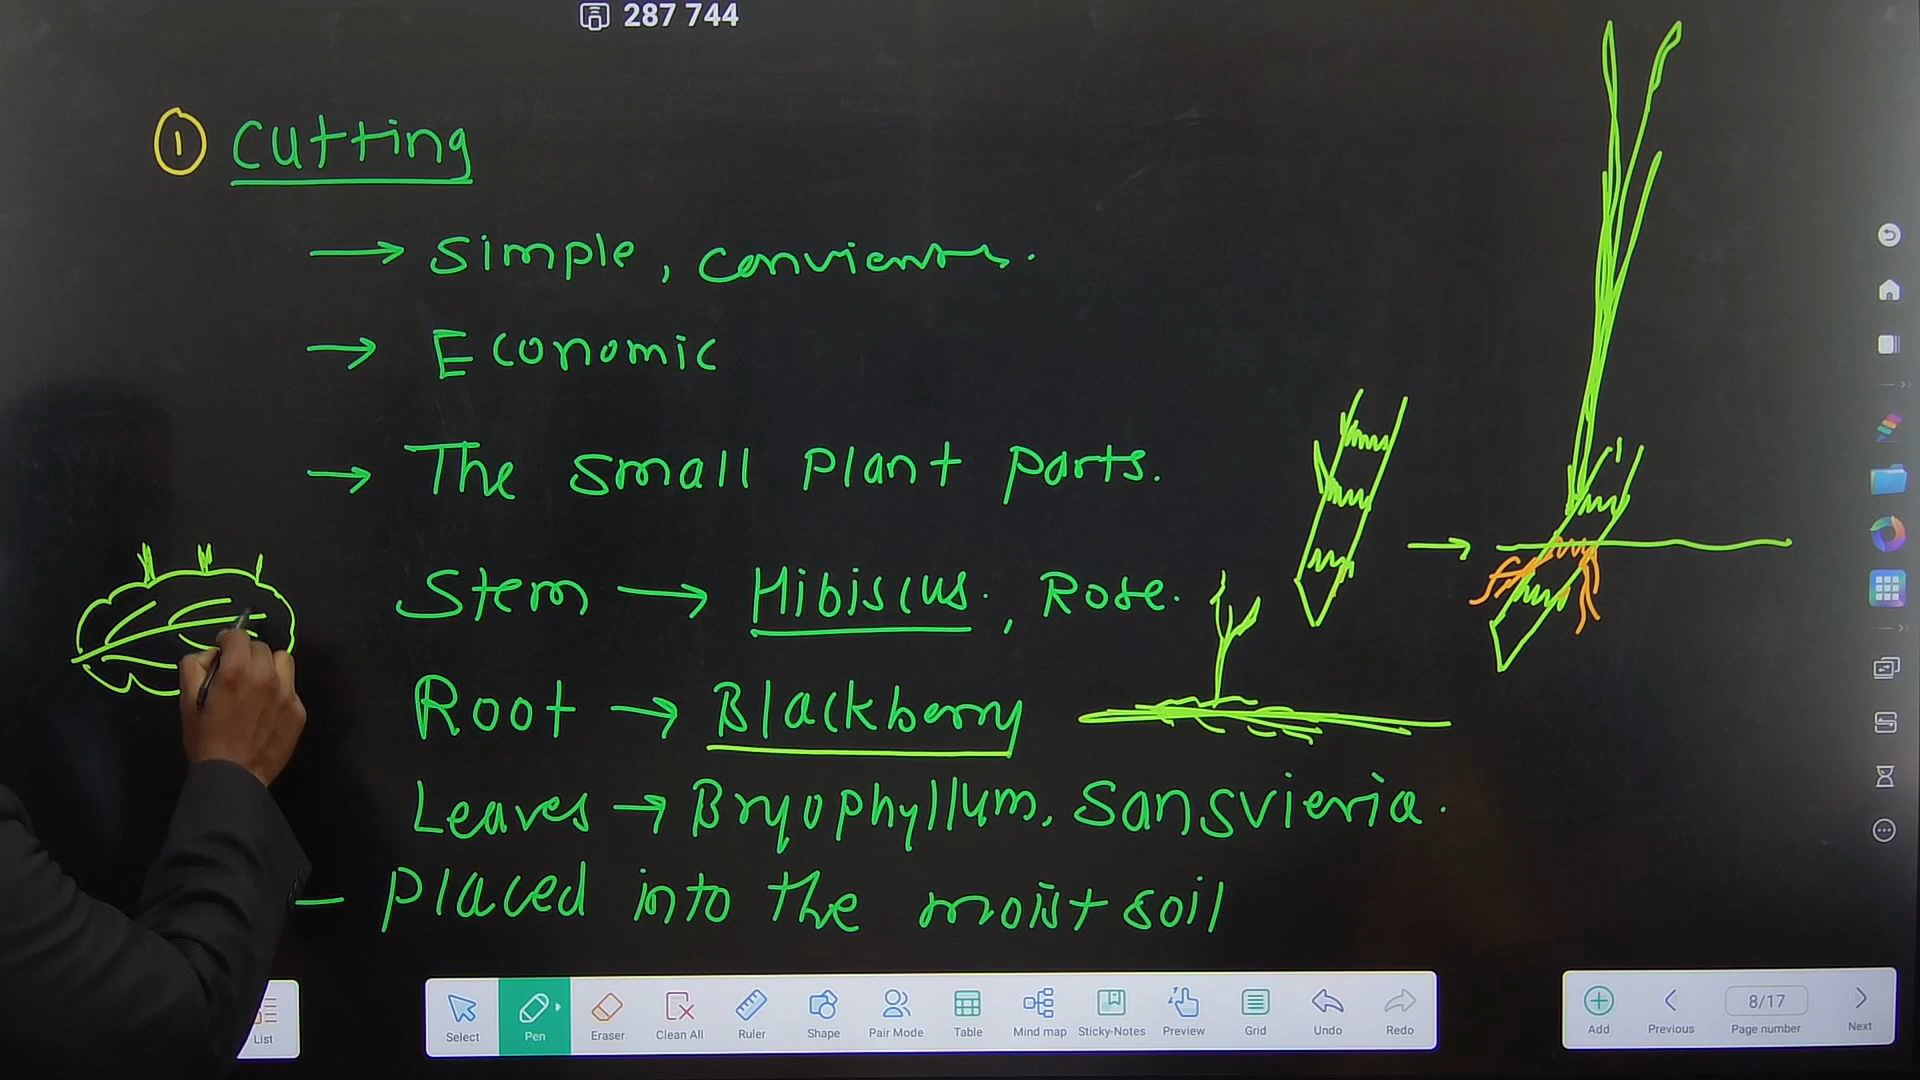 287 744
① Cutting
→ Simple, convienans.
→ Economic
→ The small plant parts.
Stem → Hibiscus., Rose.
Root → Blackberry
Leaves → Bryophyllum, Sansvieria.
— Placed into the moist soil
List
Select Pen Eraser Clean All Ruler Shape Pair Mode Table Mind map Sticky-Notes Preview Grid Undo Redo
Add Previous 8/17 Page number Next